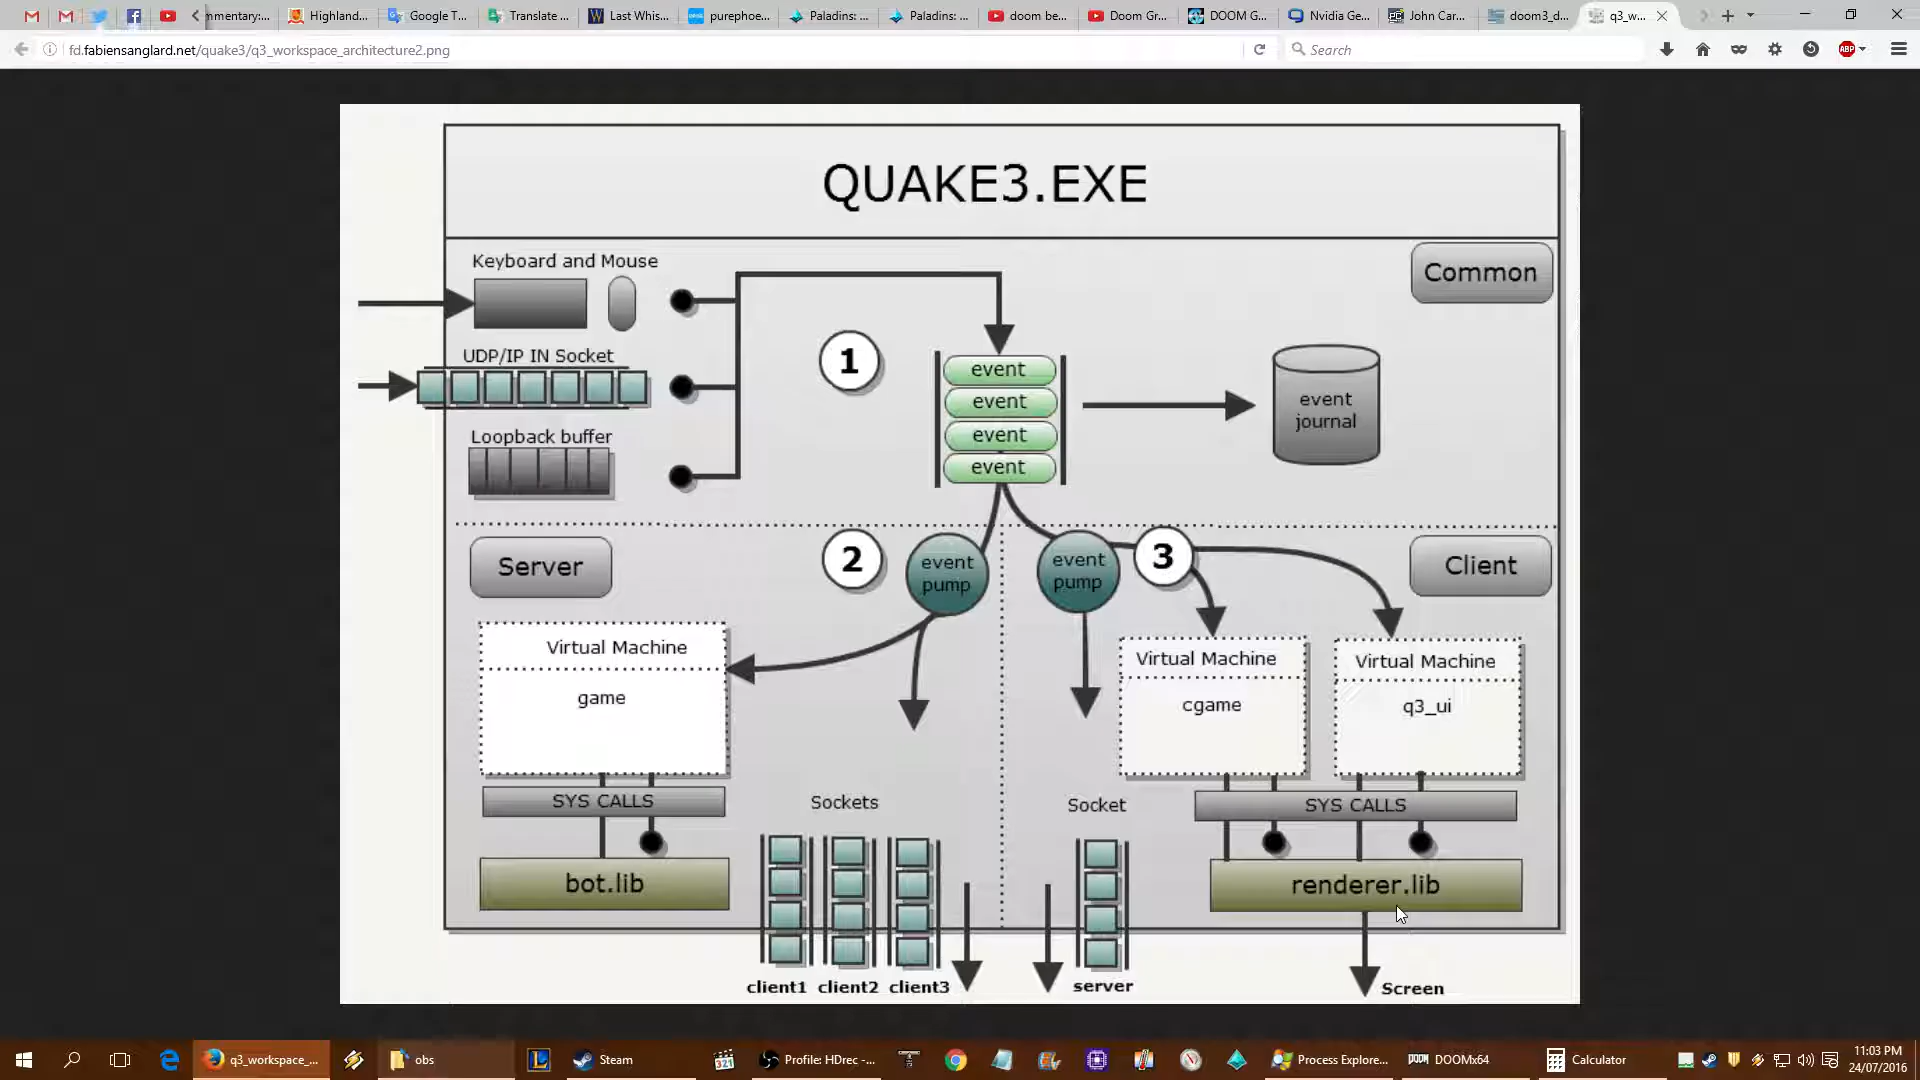 mmentary:...
Highland...
Google T...
Translate ...
Last Whis...
purephoe...
Paladins: ...
Paladins: ...
doom be...
Doom Gr...
DOOM G...
Nvidia Ge...
John Car...
doom3_d...
q3_w...
fd.fabiensanglard.net/quake3/q3_workspace_architecture2.png
Search
ABP
QUAKE3.EXE
Keyboard and Mouse
Common
UDP/IP IN Socket
1
event
event
event
event
event
journal
Loopback buffer
Server
2
event
pump
event
pump
3
Client
Virtual Machine
game
Virtual Machine
cgame
Virtual Machine
q3_ui
SYS CALLS
Sockets
Socket
SYS CALLS
bot.lib
renderer.lib
client1
client2
client3
server
Screen
q3_workspace_...
obs
Steam
321
Profile: HDrec -...
Process Explore...
DOOM
DOOMx64
Calculator
11:03 PM
24/07/2016